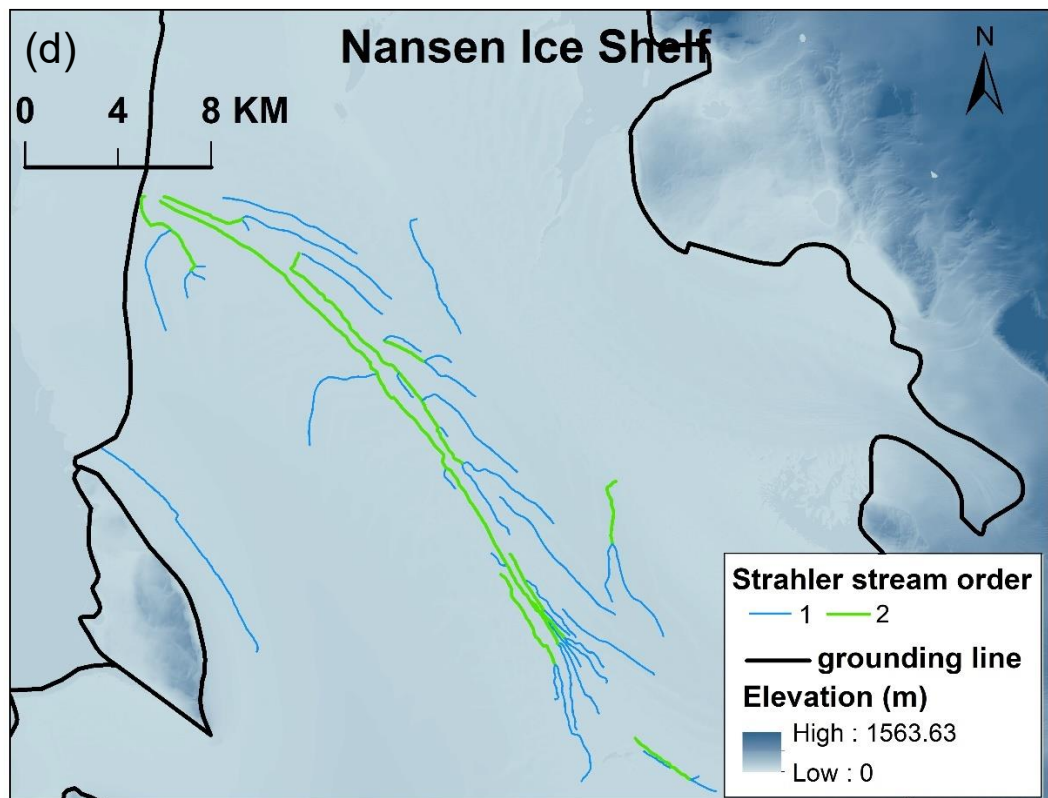 (d)
Nansen Ice Shelf
N
0 4 8 KM
Strahler stream order
1 2
grounding line
Elevation (m)
High : 1563.63
Low : 0